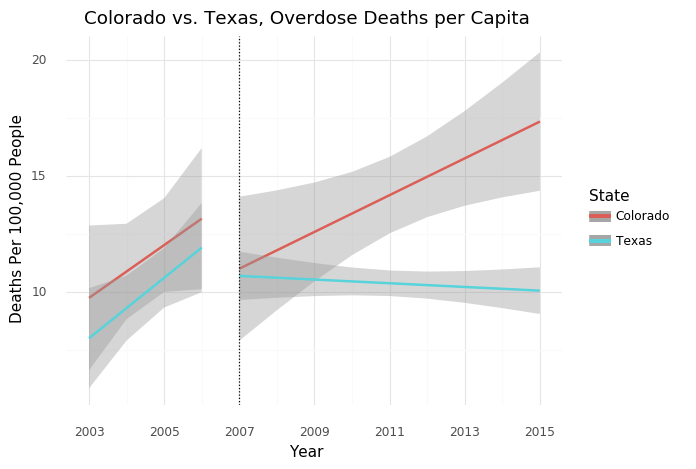 Colorado vs. Texas, Overdose Deaths per Capita
Deaths Per 100,000 People
20
15
10
2003 2005 2007 2009 2011 2013 2015
Year
State
Colorado
Texas